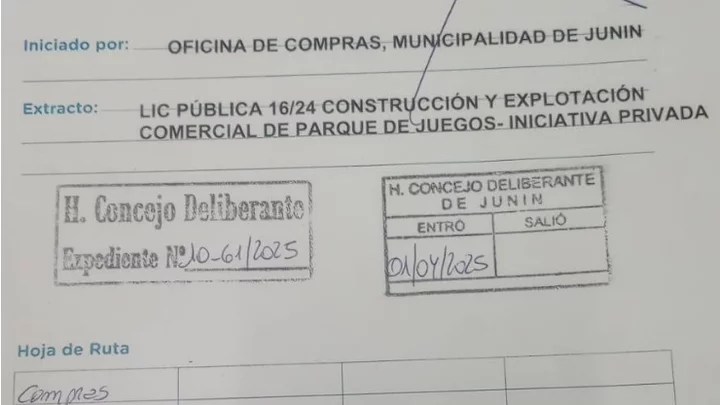 Iniciado por: OFICINA DE COMPRAS, MUNICIPALIDAD DE JUNIN
Extracto: LIC PÚBLICA 16/24 CONSTRUCCIÓN Y EXPLOTACIÓN
COMERCIAL DE PARQUE DE JUEGOS- INICIATIVA PRIVADA
H. Concejo Deliberante
Expediente Nº 10-61/2025
H. CONCEJO DELIBERANTE
DE JUNIN
ENTRÓ SALIÓ
01/04/2025
Hoja de Ruta
Compras